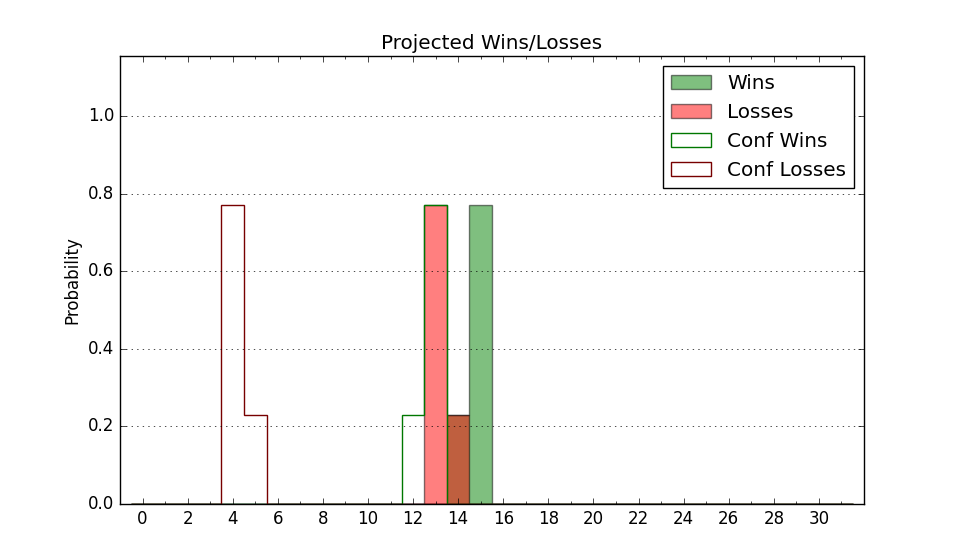 Projected Wins/Losses
Wins
Losses
Conf Wins
Conf Losses
Probability
1.0
0.8
0.6
0.4
0.2
0.0
0 2 4 6 8 10 12 14 16 18 20 22 24 26 28 30